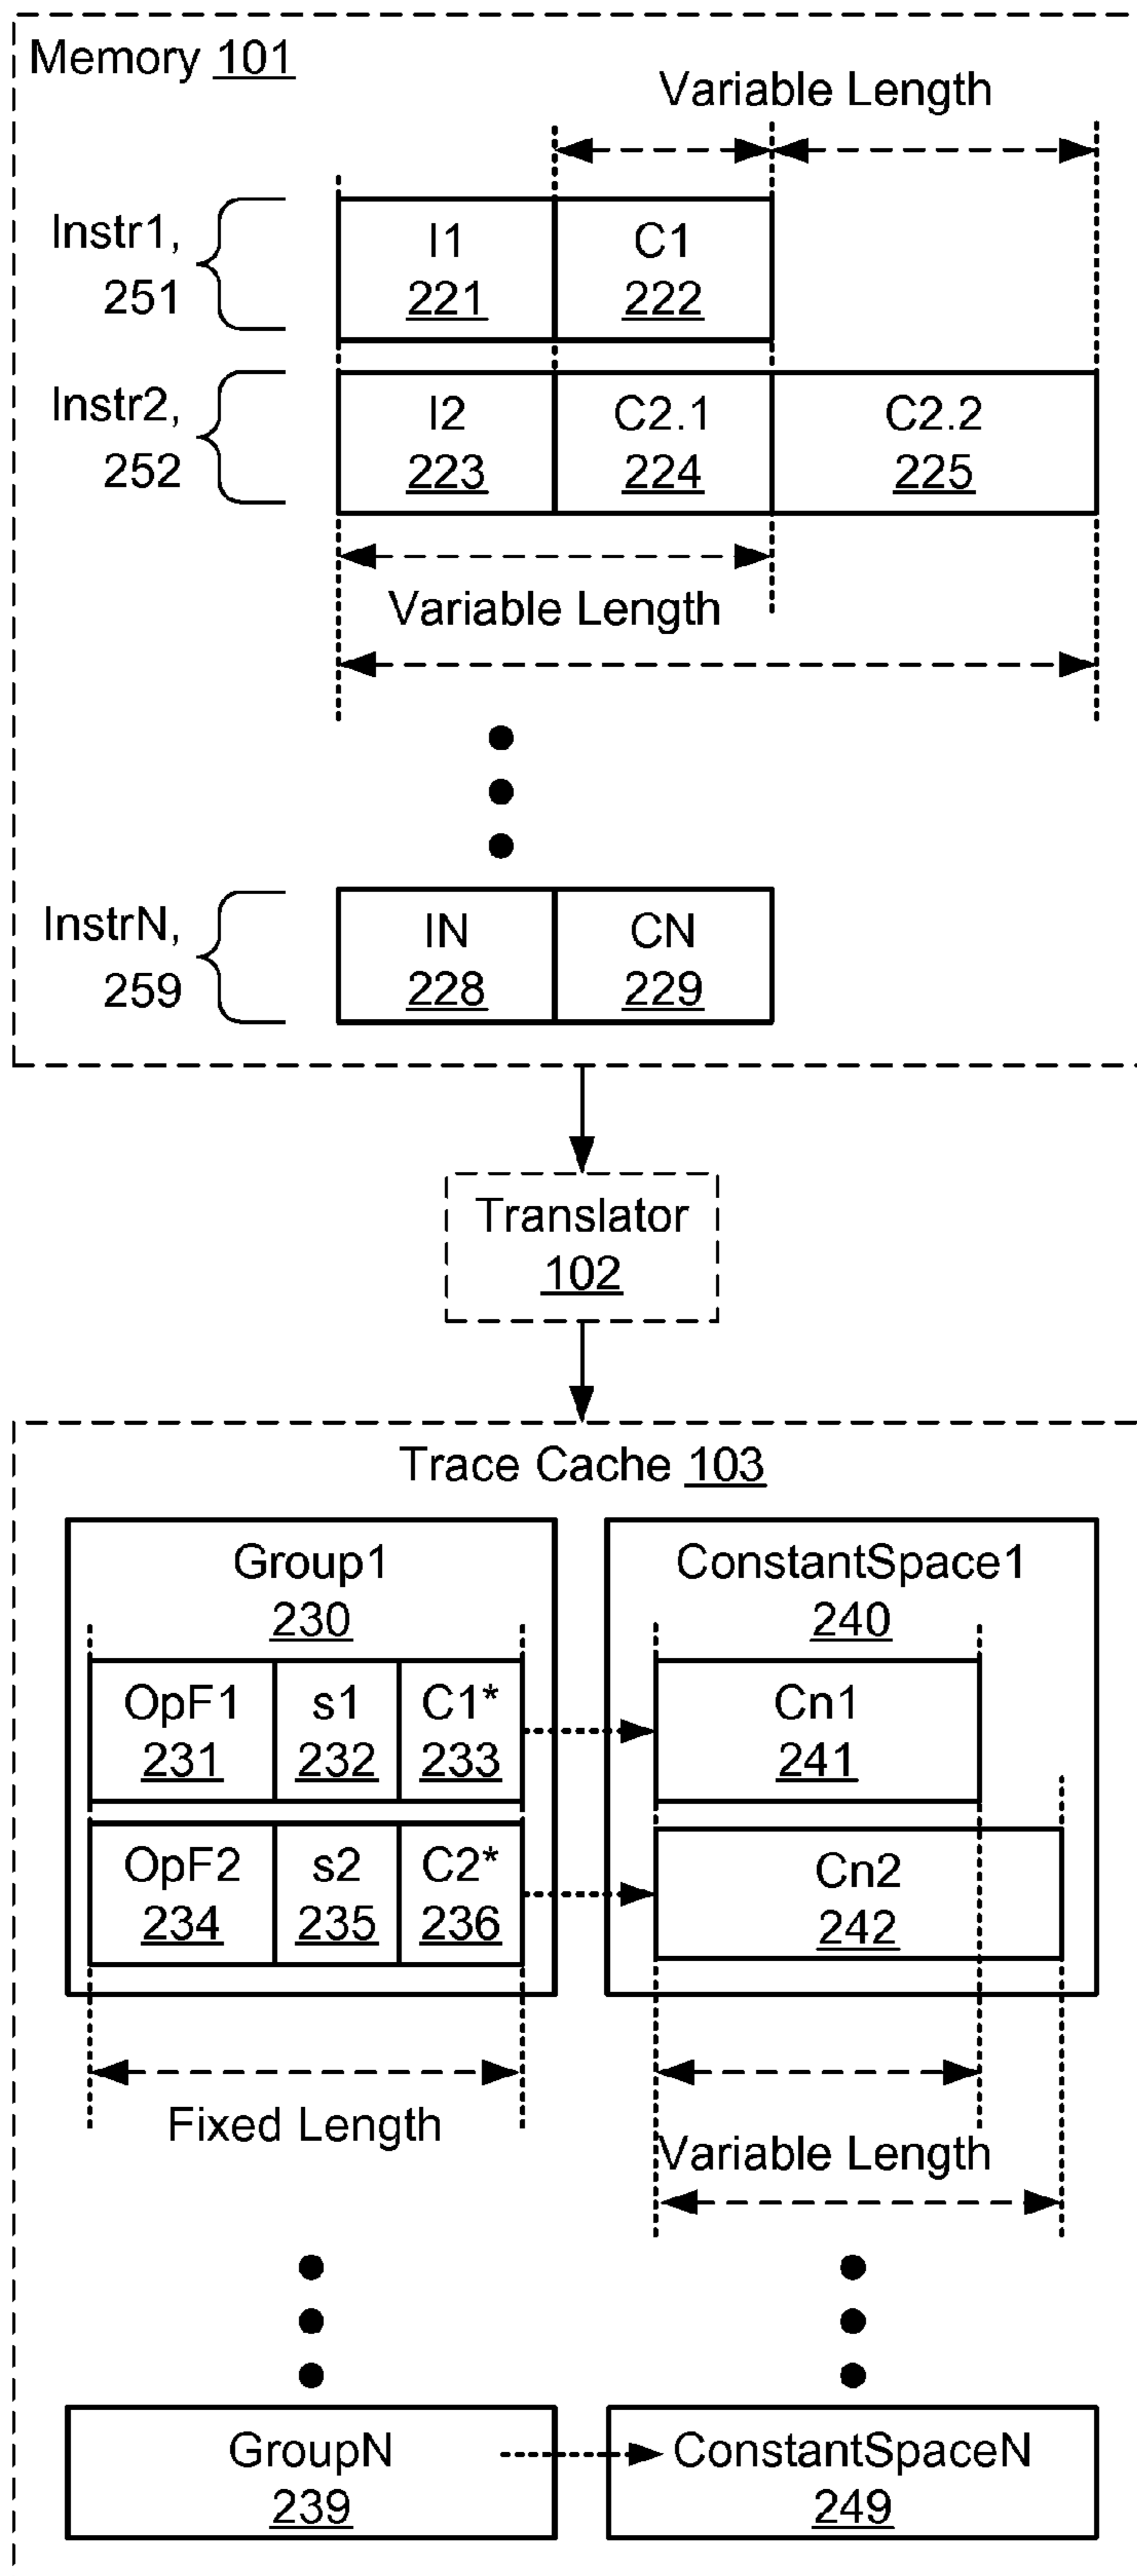 Memory 101
Variable Length
Instr1,
251
I1
221
C1
222
Instr2,
252
I2
223
C2.1
224
C2.2
225
Variable Length
InstrN,
259
IN
228
CN
229
Translator
102
Trace Cache 103
Group1
230
OpF1
231
s1
232
C1*
233
OpF2
234
s2
235
C2*
236
Fixed Length
ConstantSpace1
240
Cn1
241
Cn2
242
Variable Length
GroupN
239
ConstantSpaceN
249